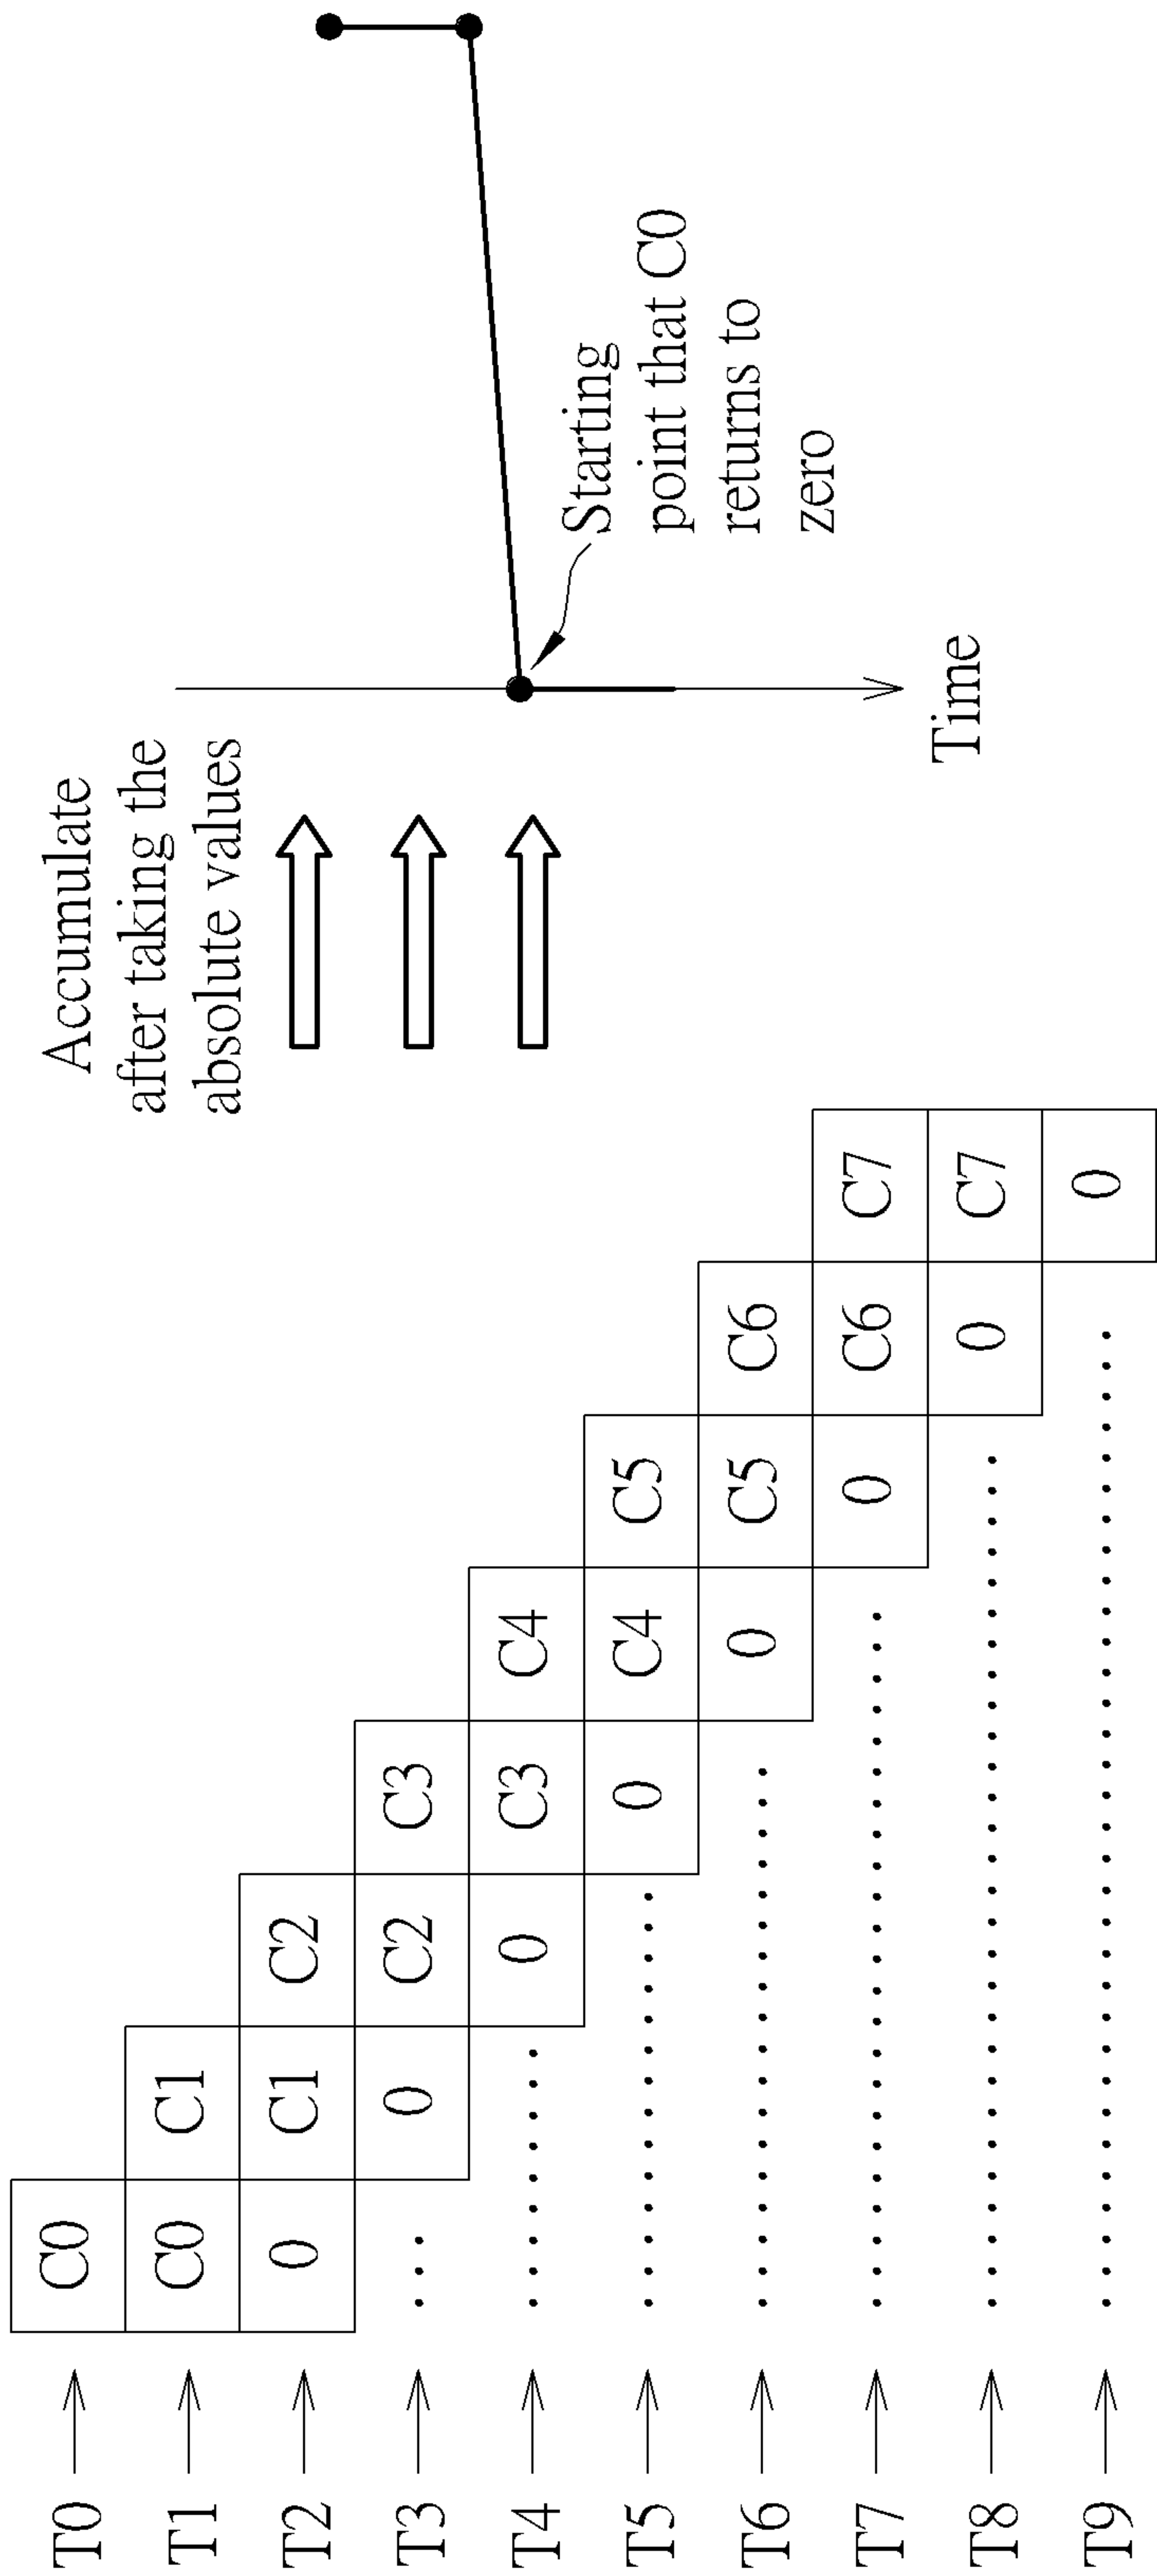 T0 C0
T1 C0 C1
T2 0 C1 C2
T3 0 C2 C3
T4 0 C3 C4
T5 0 C4 C5
T6 0 C5 C6
T7 0 C6 C7
T8 0 C7
T9 0
Accumulate
after taking the
absolute values
Time
Starting
point that C0
returns to
zero